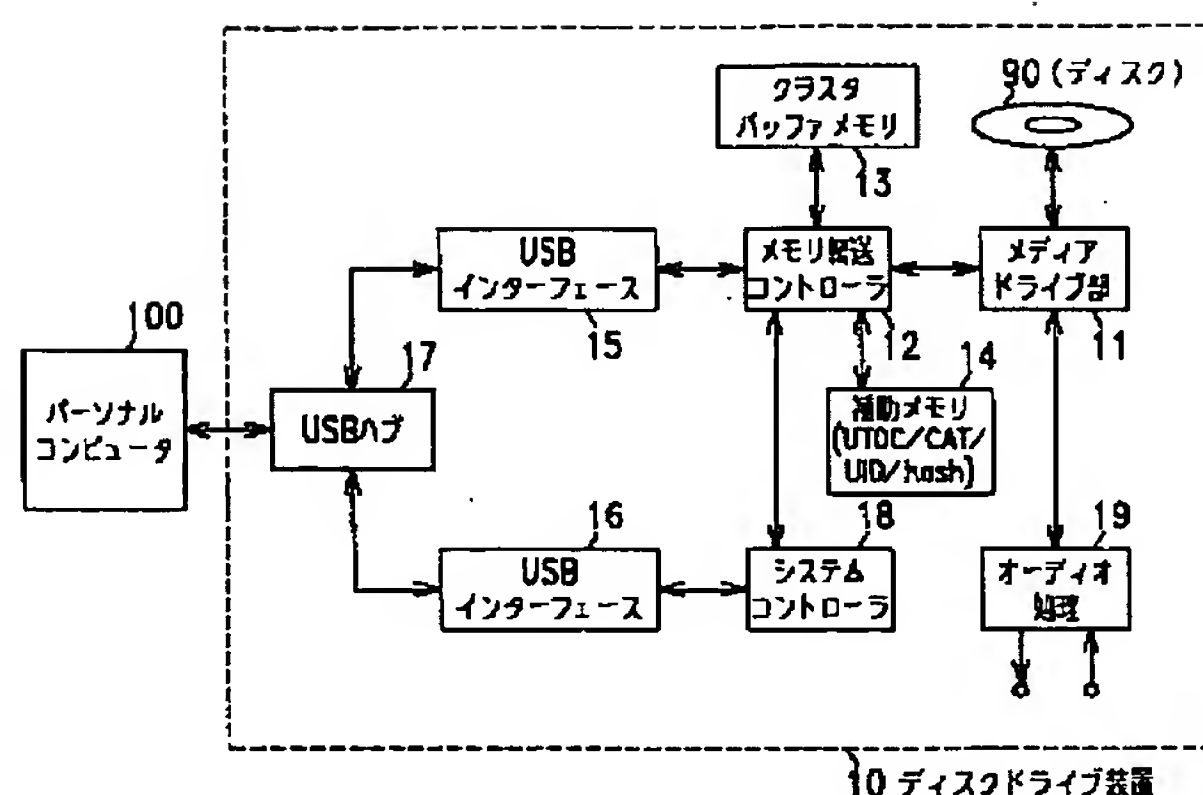 クラスタ
バッファメモリ
13
90(ディスク)
USB
インターフェース
15
メモリ転送
コントローラ
12
メディア
ドライブ部
11
100
パーソナル
コンピュータ
17
USBハブ
14
補助メモリ
(UTOC/CAT/
UID/hash)
16
USB
インターフェース
18
システム
コントローラ
19
オーディオ
処理
10 ディスクドライブ装置